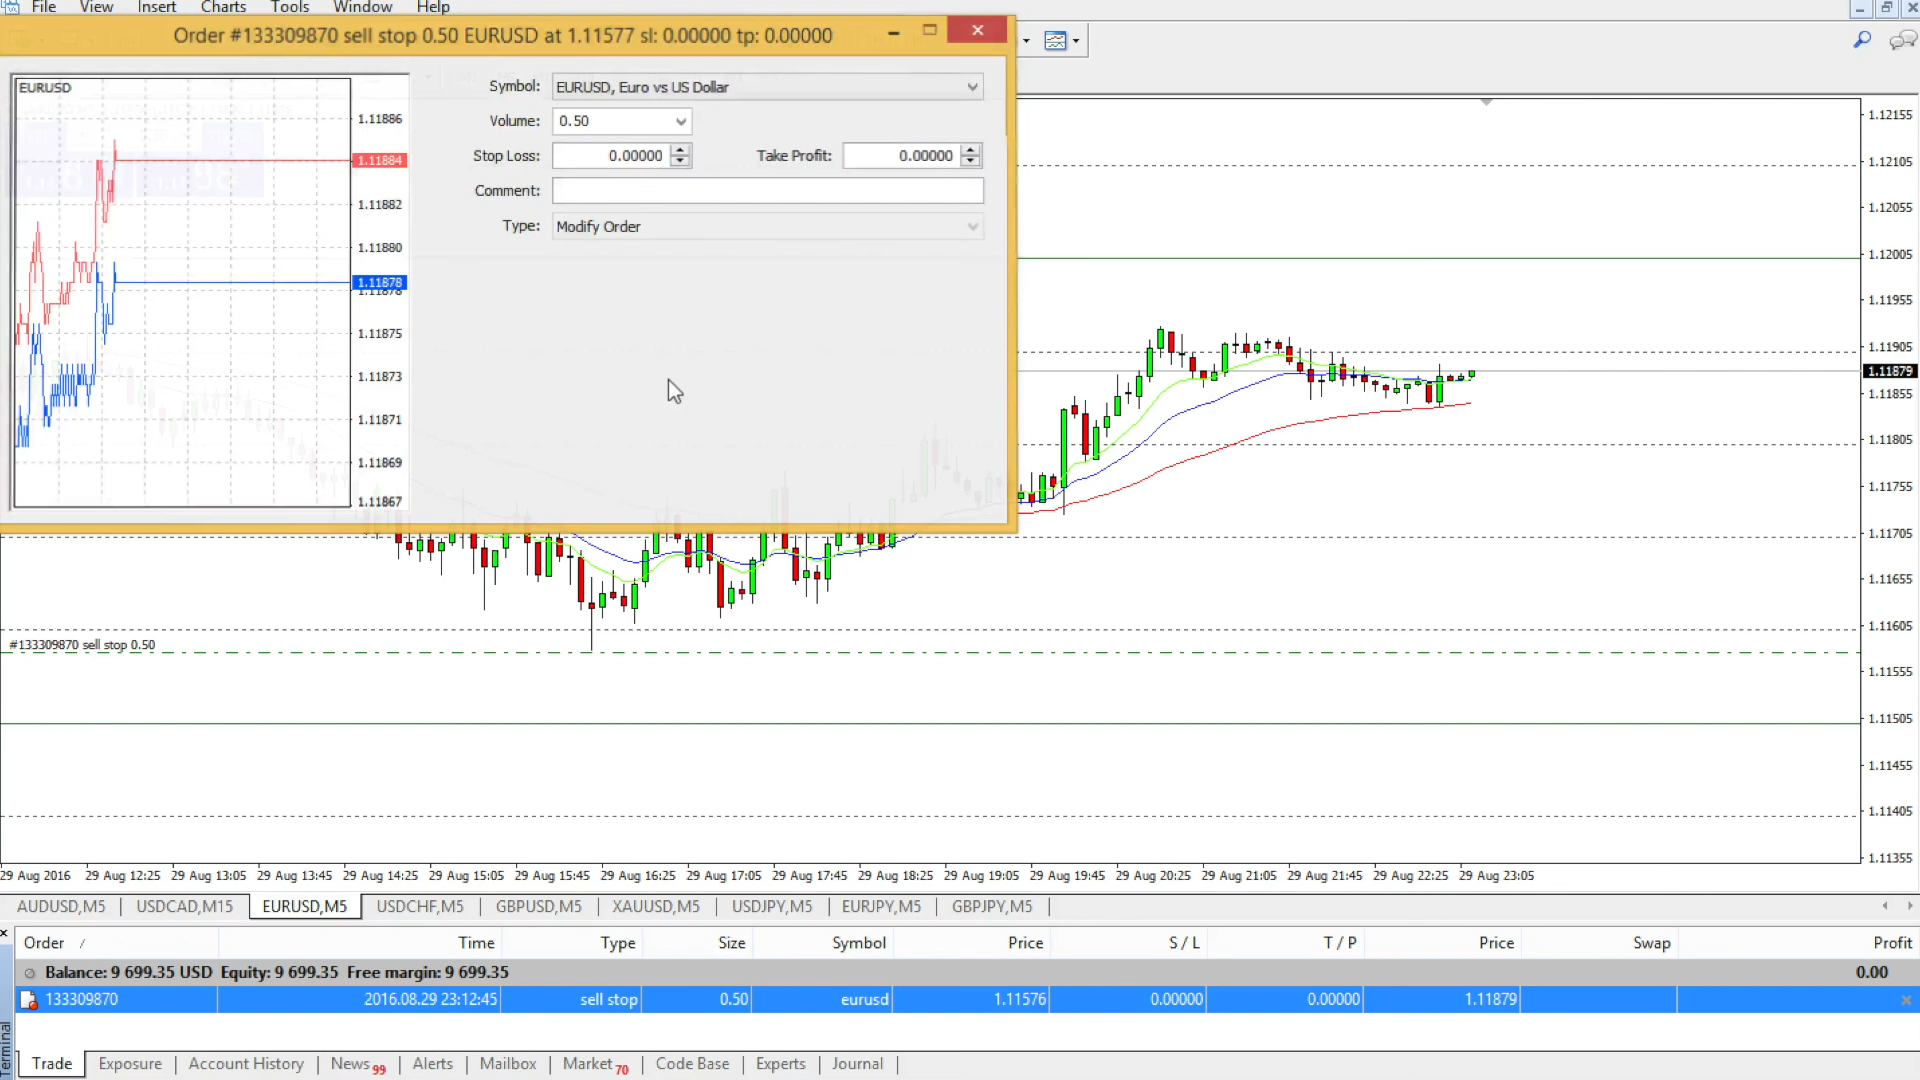 File View Insert Charts Tools Window Help
Order #133309870 sell stop 0.50 EURUSD at 1.11577 sl: 0.00000 tp: 0.00000
EURUSD
1.11886
1.11884
1.11882
1.11880
1.11878
1.11878
1.11875
1.11873
1.11871
1.11869
1.11867
Symbol: EURUSD, Euro vs US Dollar
Volume: 0.50
Stop Loss: 0.00000 Take Profit: 0.00000
Comment:
Type: Modify Order
1.12155
1.12105
1.12055
1.12005
1.11955
1.11905
1.11879
1.11855
1.11805
1.11755
1.11705
1.11655
1.11605
1.11555
1.11505
1.11455
1.11405
1.11355
#133309870 sell stop 0.50
29 Aug 2016 29 Aug 12:25 29 Aug 13:05 29 Aug 13:45 29 Aug 14:25 29 Aug 15:05 29 Aug 15:45 29 Aug 16:25 29 Aug 17:05 29 Aug 17:45 29 Aug 18:25 29 Aug 19:05 29 Aug 19:45 29 Aug 20:25 29 Aug 21:05 29 Aug 21:45 29 Aug 22:25 29 Aug 23:05
AUDUSD,M5 USDCAD,M15 EURUSD,M5 USDCHF,M5 GBPUSD,M5 XAUUSD,M5 USDJPY,M5 EURJPY,M5 GBPJPY,M5
Order / Time Type Size Symbol Price S / L T / P Price Swap Profit
Balance: 9 699.35 USD Equity: 9 699.35 Free margin: 9 699.35 0.00
133309870 2016.08.29 23:12:45 sell stop 0.50 eurusd 1.11576 0.00000 0.00000 1.11879
Terminal
Trade Exposure Account History News 99 Alerts Mailbox Market 70 Code Base Experts Journal